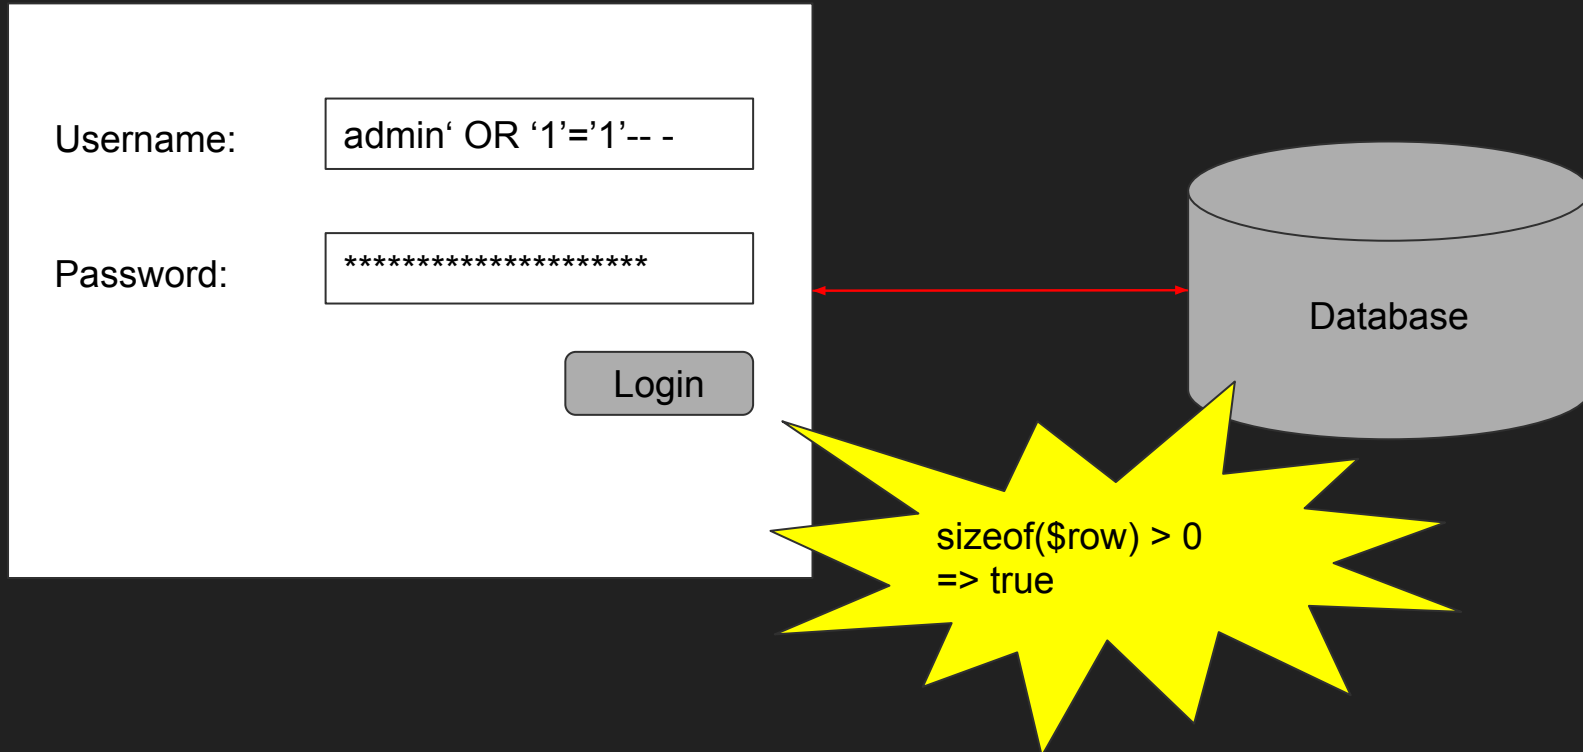 Username:
admin‘ OR ‘1’=’1’-- -
Password:
*********************
Login
Database
sizeof($row) > 0
=> true